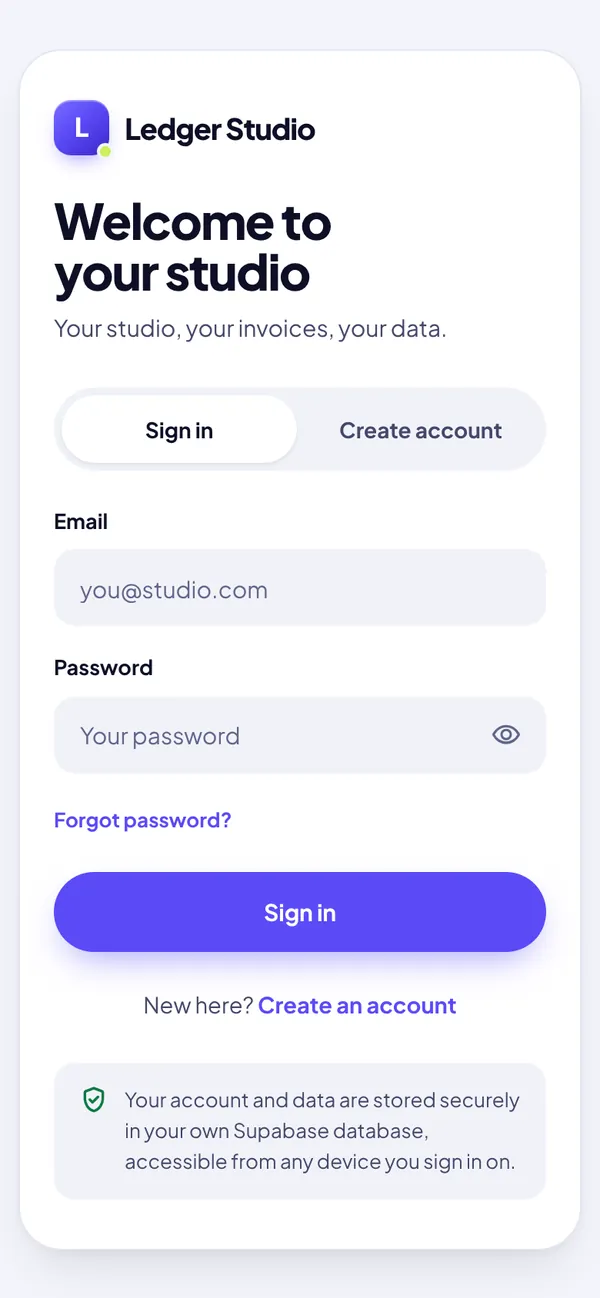 L
Ledger Studio
Welcome to
your studio
Your studio, your invoices, your data.
Sign in
Create account
Email
you@studio.com
Password
Your password
Forgot password?
Sign in
New here? Create an account
Your account and data are stored securely
in your own Supabase database,
accessible from any device you sign in on.